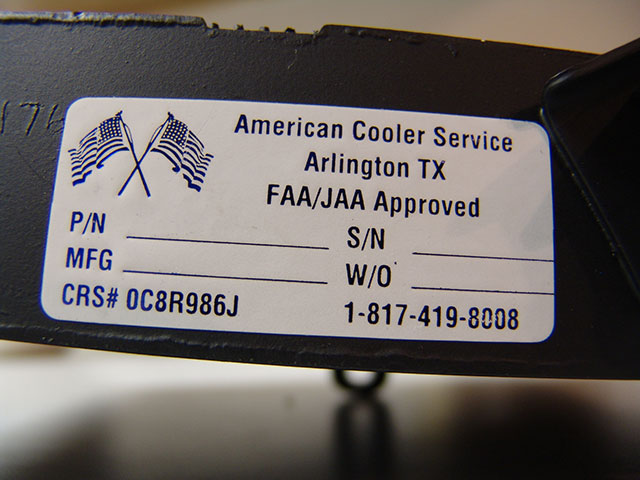 American Cooler Service
Arlington TX
FAA/JAA Approved
P/N
S/N
MFG
W/O
CRS# 0C8R986J
1-817-419-8008